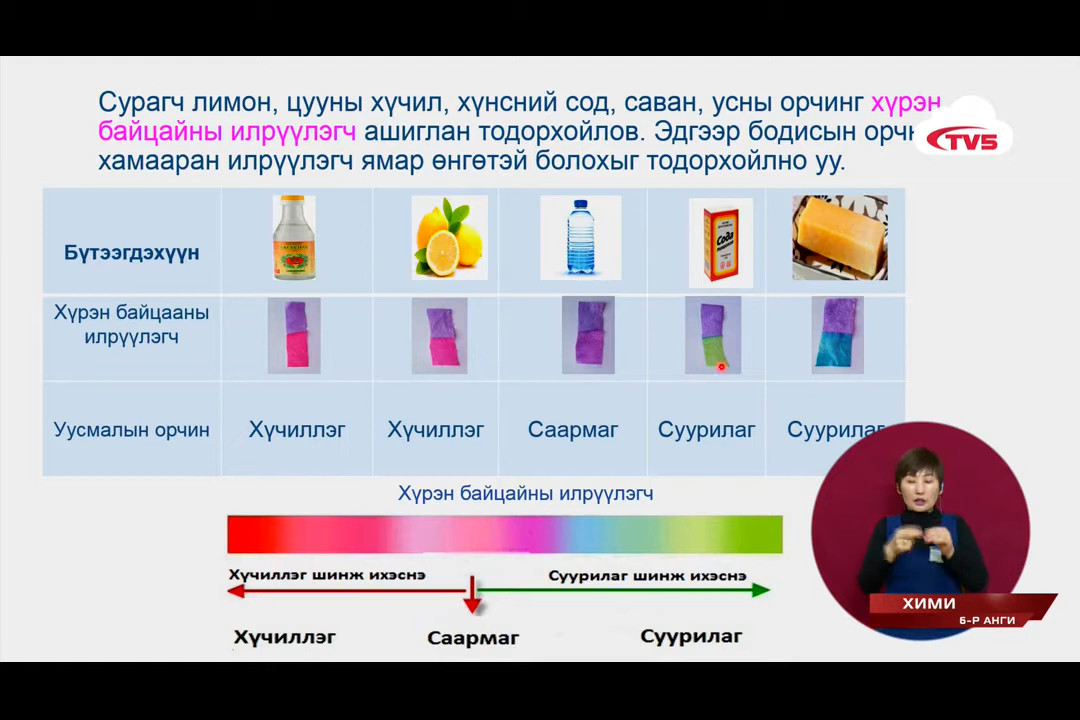 Сурагч лимон, цууны хүчил, хүнсний сод, саван, усны орчинг хүрэн
байцайны илрүүлэгч ашиглан тодорхойлов. Эдгээр бодисын
хамааран илрүүлэгч ямар өнгөтэй болохыг тодорхойлно уу.
TV5
Бүтээгдэхүүн
Сода
Хүрэн байцааны
илрүүлэгч
Уусмалын орчин
Хүчиллэг
Хүчиллэг
Саармаг
Суурилаг
Суурилаг
Хүрэн байцайны илрүүлэгч
Хүчиллэг шинж ихэснэ
Суурилаг шинж ихэснэ
Хүчиллэг
Саармаг
Суурилаг
ХИМИ
6-Р АНГИ